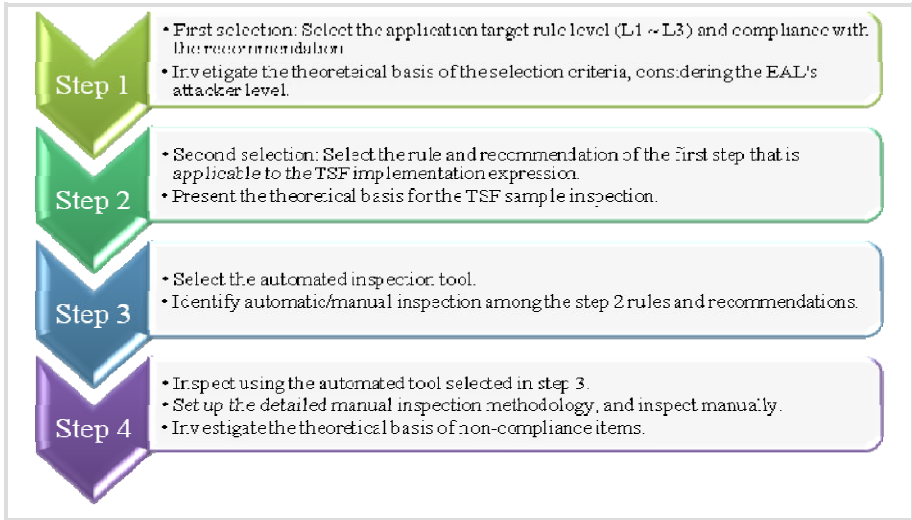 Step 1
• First selection: Select the application target rule level (L1 ~ L3) and compliance with
the recommendation
• Invetigate the theoreteical basis of the selection criteria, considering the EAL's
attacker level.
Step 2
• Second selection: Select the rule and recommendation of the first step that is
applicable to the TSF implementation expression.
• Present the theoretical basis for the TSF sample inspection.
Step 3
• Select the automated inspection tool.
• Identify automatic/manual inspection among the step 2 rules and recommendations.
Step 4
• Inspect using the automated tool selected in step 3.
• Set up the detailed manual inspection methodology, and inspect manually.
• Investigate the theoretical basis of non-compliance items.